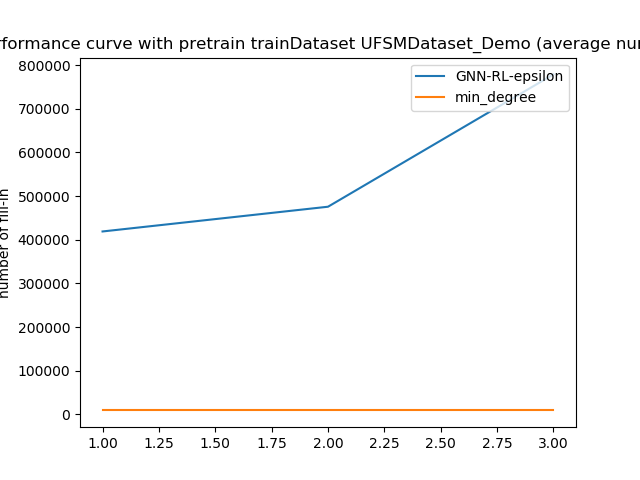 rformance curve with pretrain trainDataset UFSMDataset_Demo (average num
GNN-RL-epsilon
min_degree
number of fill-in
800000
700000
600000
500000
400000
300000
200000
100000
0
1.00 1.25 1.50 1.75 2.00 2.25 2.50 2.75 3.00